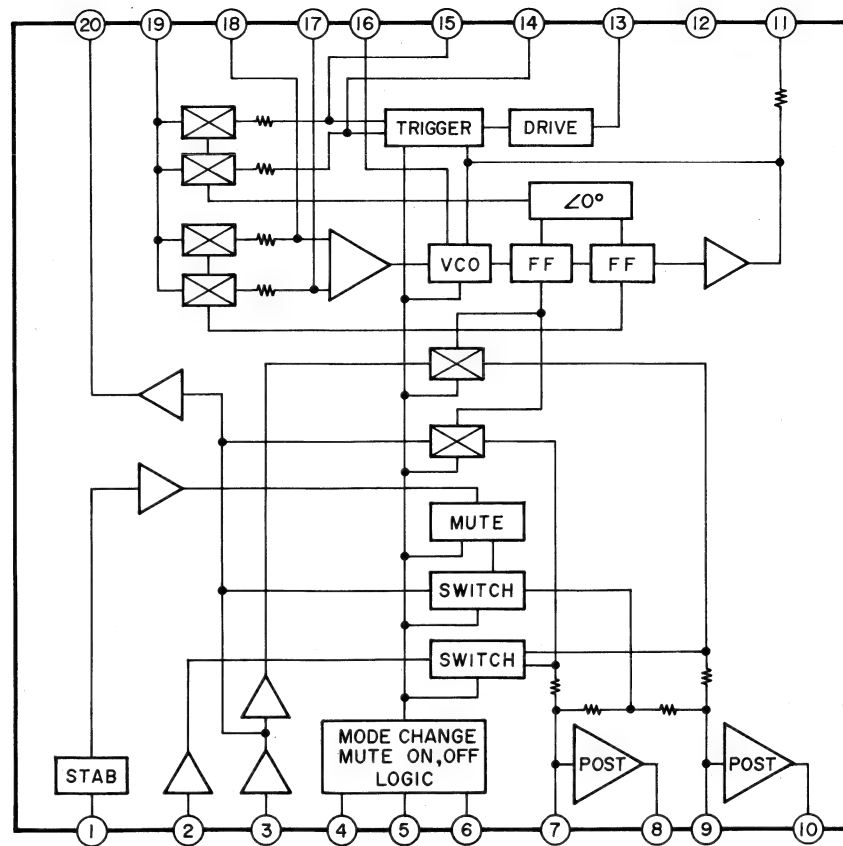 20 19 18 17 16 15 14 13 12 11
TRIGGER DRIVE
∠0°
VCO FF FF
MUTE
SWITCH
SWITCH
MODE CHANGE
MUTE ON, OFF
LOGIC
STAB POST POST
1 2 3 4 5 6 7 8 9 10